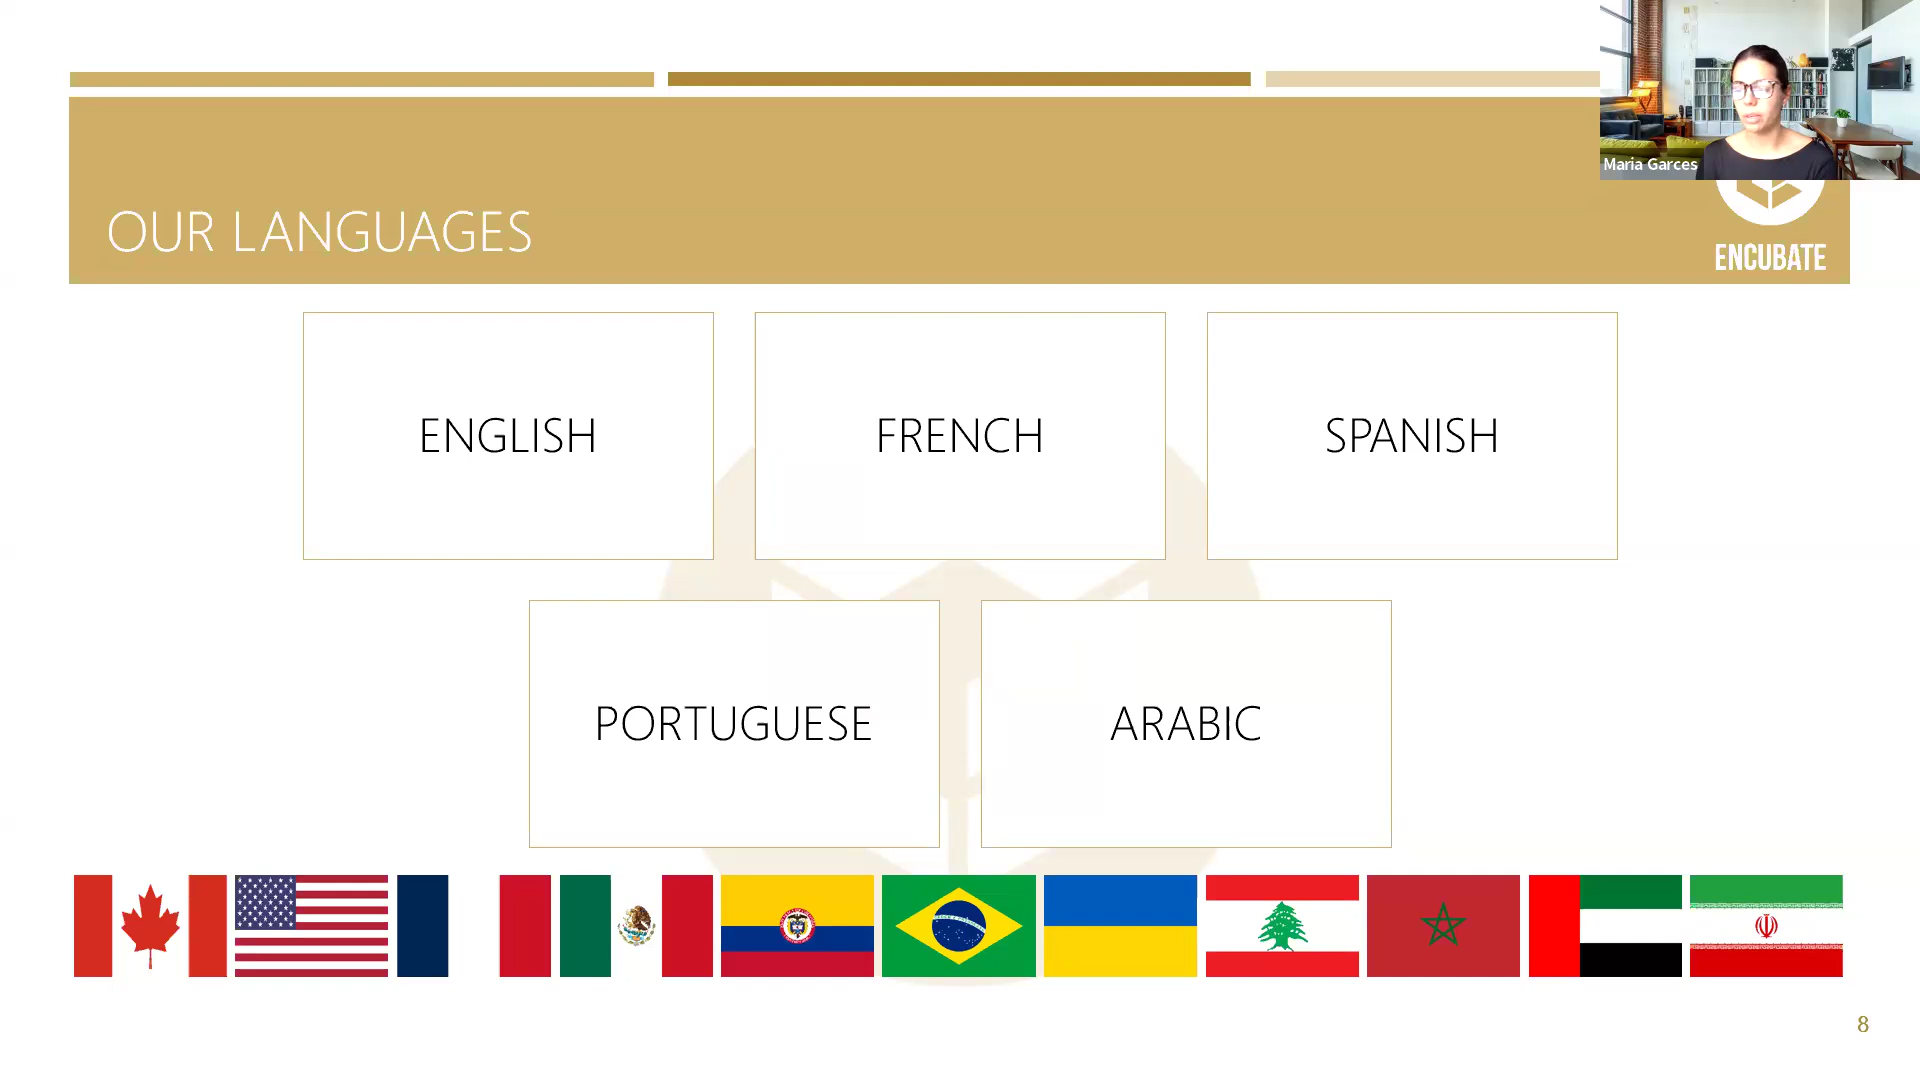 Maria Garces
OUR LANGUAGES
ENCUBATE
ENGLISH
FRENCH
SPANISH
PORTUGUESE
ARABIC
8